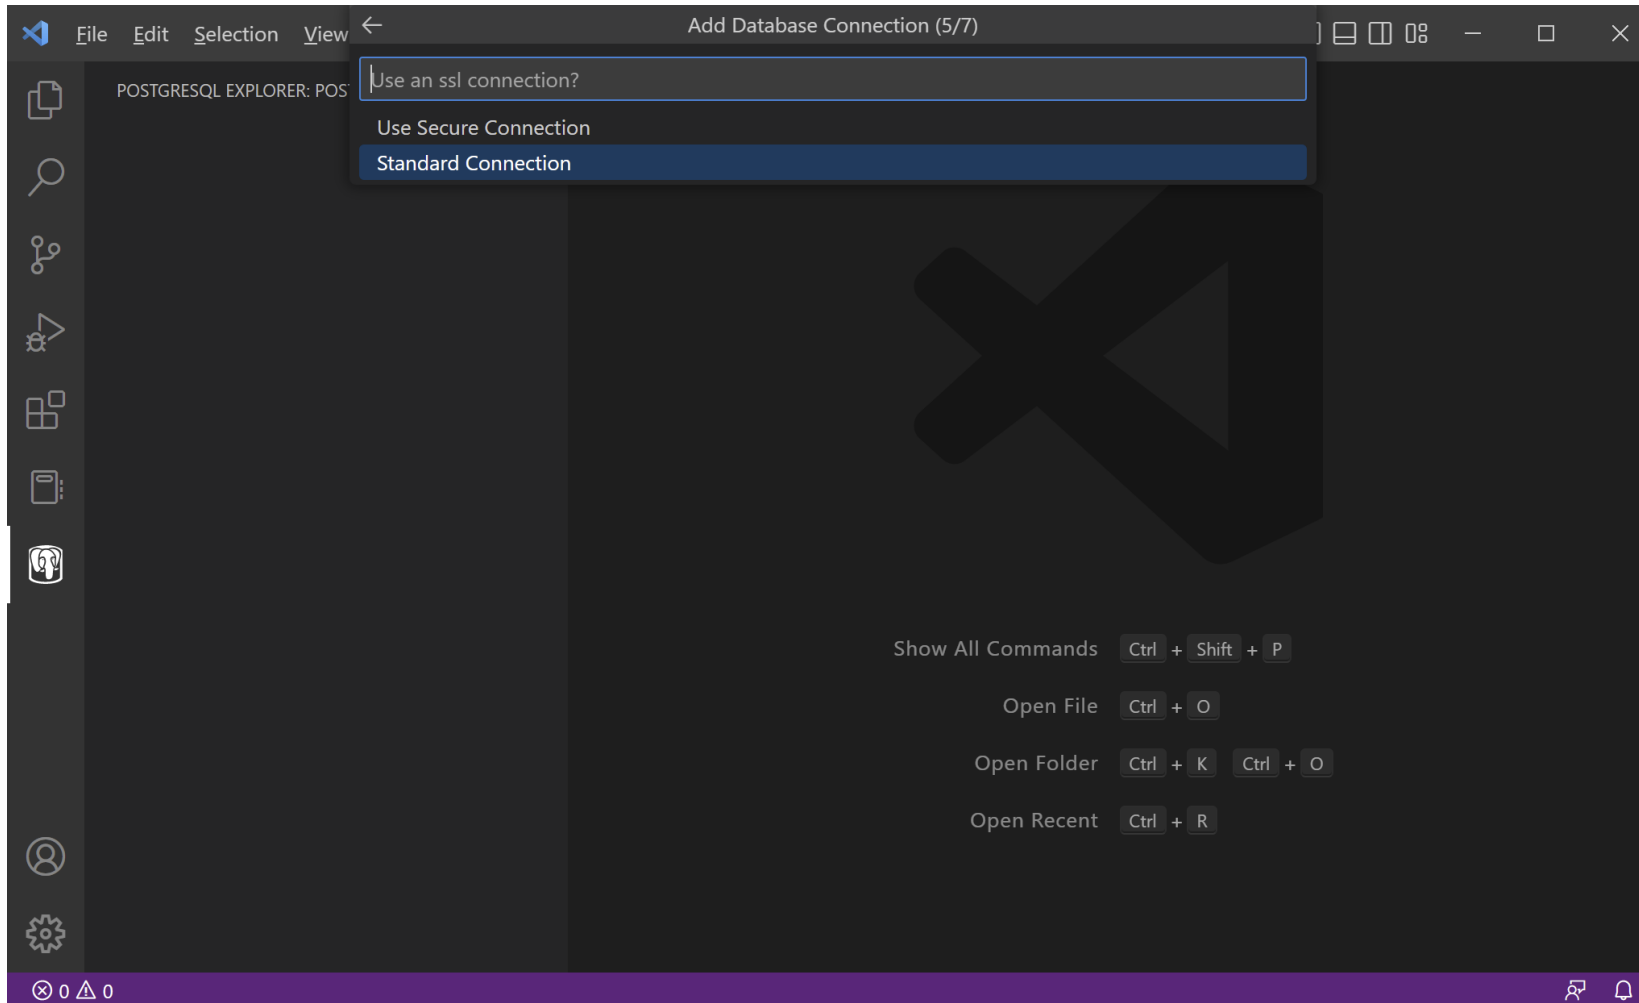 File Edit Selection View
Add Database Connection (5/7)
Use an ssl connection?
Use Secure Connection
Standard Connection
POSTGRESQL EXPLORER: POS
Show All Commands Ctrl + Shift + P
Open File Ctrl + O
Open Folder Ctrl + K Ctrl + O
Open Recent Ctrl + R
0 0